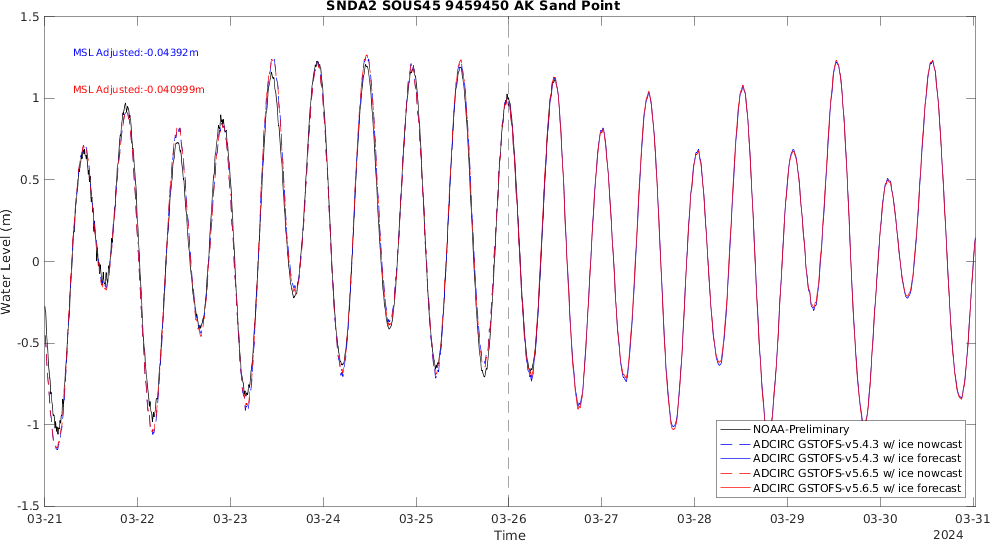 SNDA2 SOUS45 9459450 AK Sand Point
1.5
MSL Adjusted:-0.04392m
MSL Adjusted:-0.040999m
1
0.5
0
-0.5
-1
-1.5
Water Level (m)
NOAA-Preliminary
ADCIRC GSTOFS-v5.4.3 w/ ice nowcast
ADCIRC GSTOFS-v5.4.3 w/ ice forecast
ADCIRC GSTOFS-v5.6.5 w/ ice nowcast
ADCIRC GSTOFS-v5.6.5 w/ ice forecast
03-21 03-22 03-23 03-24 03-25 03-26 03-27 03-28 03-29 03-30 03-31
Time
2024